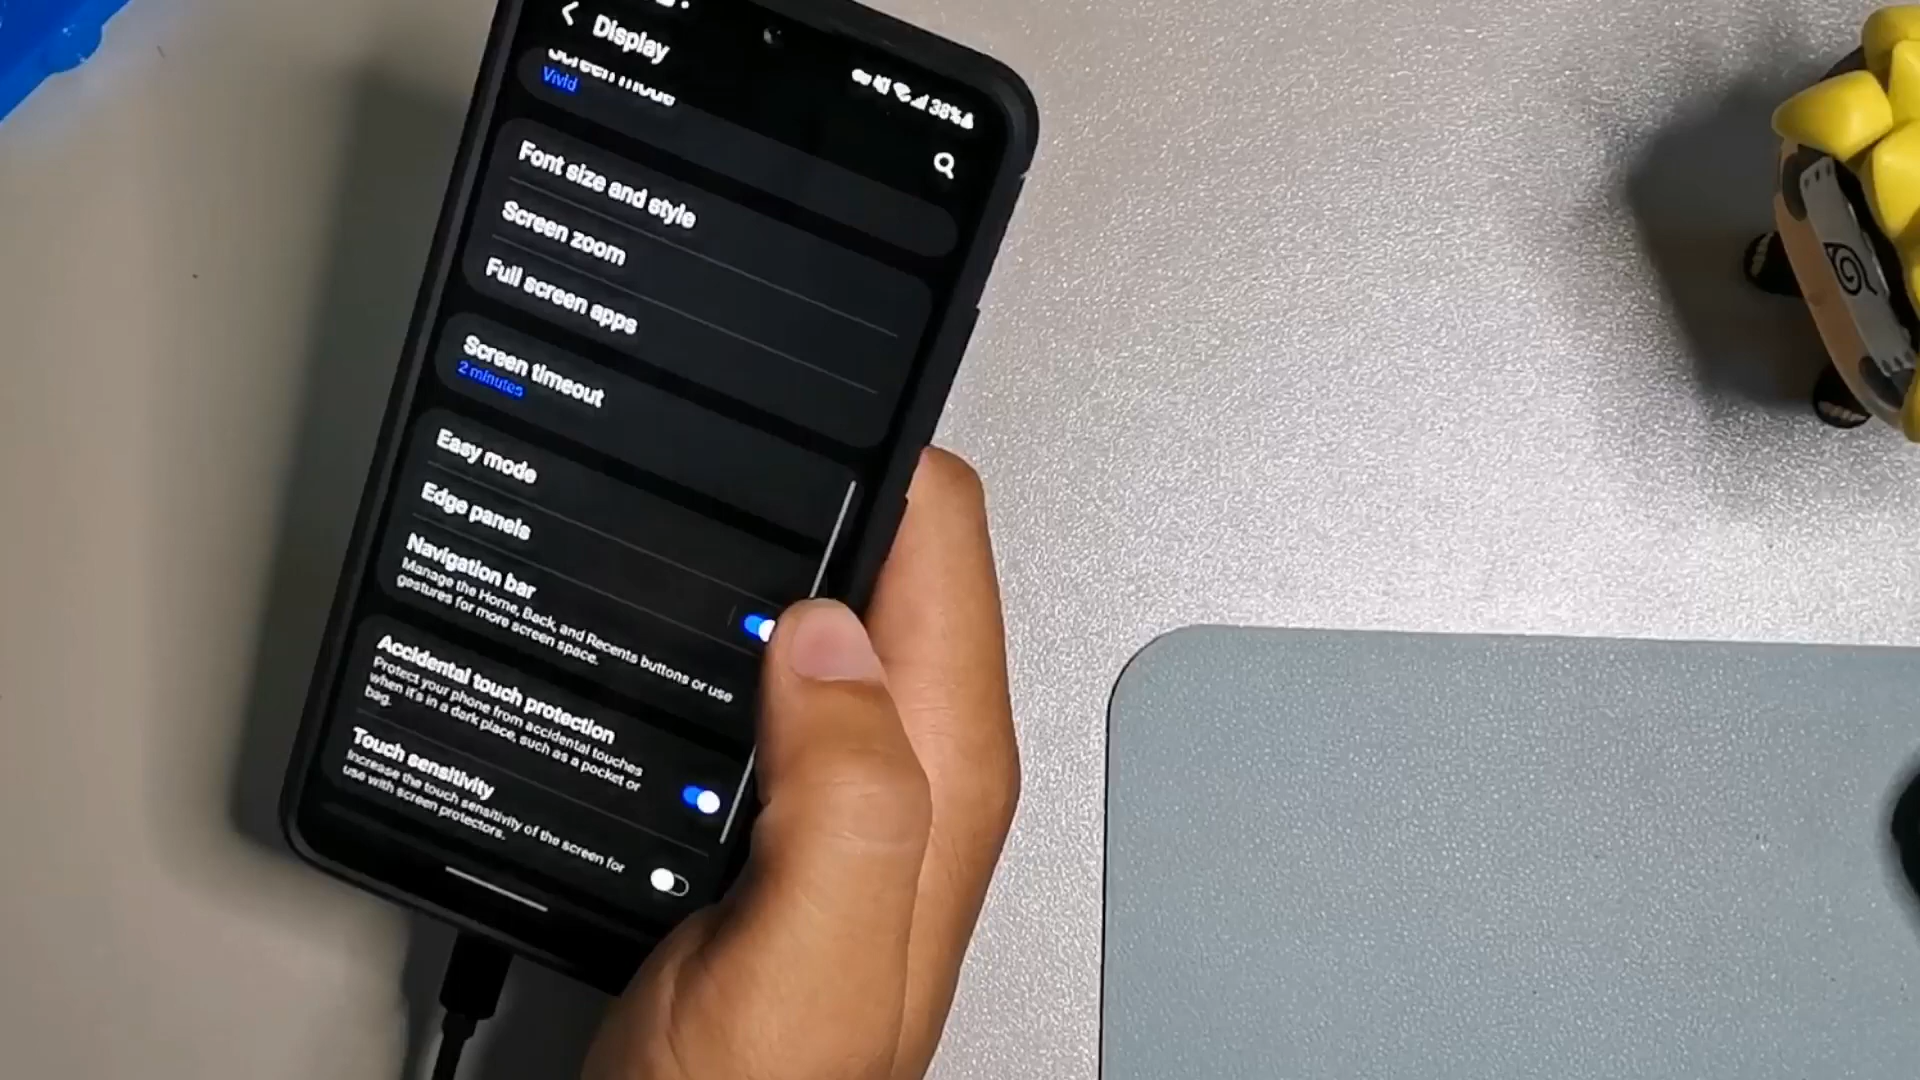 Display
38%
Screen mode
Vivid
Font size and style
Screen zoom
Full screen apps
Screen timeout
2 minutes
Easy mode
Edge panels
Navigation bar
Manage the Home, Back, and Recents buttons or use
gestures for more screen space.
Accidental touch protection
Protect your phone from accidental touches
when it's in a dark place, such as a pocket or
bag.
Touch sensitivity
Increase the touch sensitivity of the screen for
use with screen protectors.